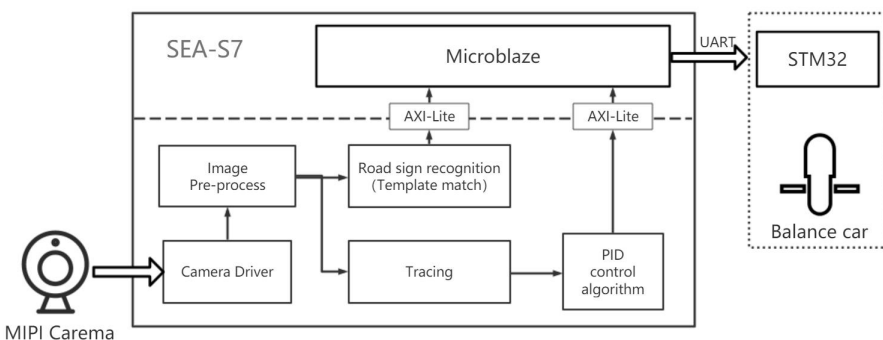 SEA-S7
Microblaze
UART
STM32
AXI-Lite
AXI-Lite
Image
Pre-process
Road sign recognition
(Template match)
Camera Driver
Tracing
PID
control
algorithm
Balance car
MIPI Carema